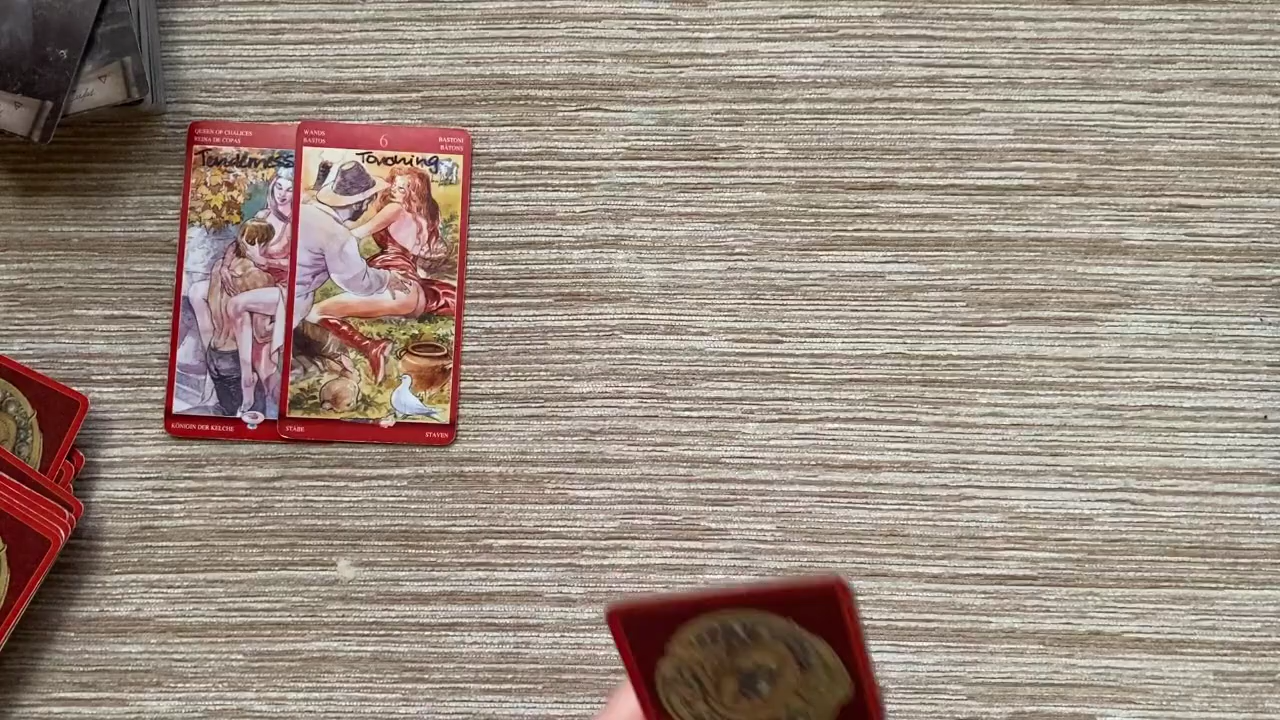 QUEEN OF CHALICES
REINA DE COPAS
Tenderness
KÖNIGIN DER KELCHE
WANDS
BASTOS
6
BASTONI
BÂTONS
Touching
STÄBE
STAVEN